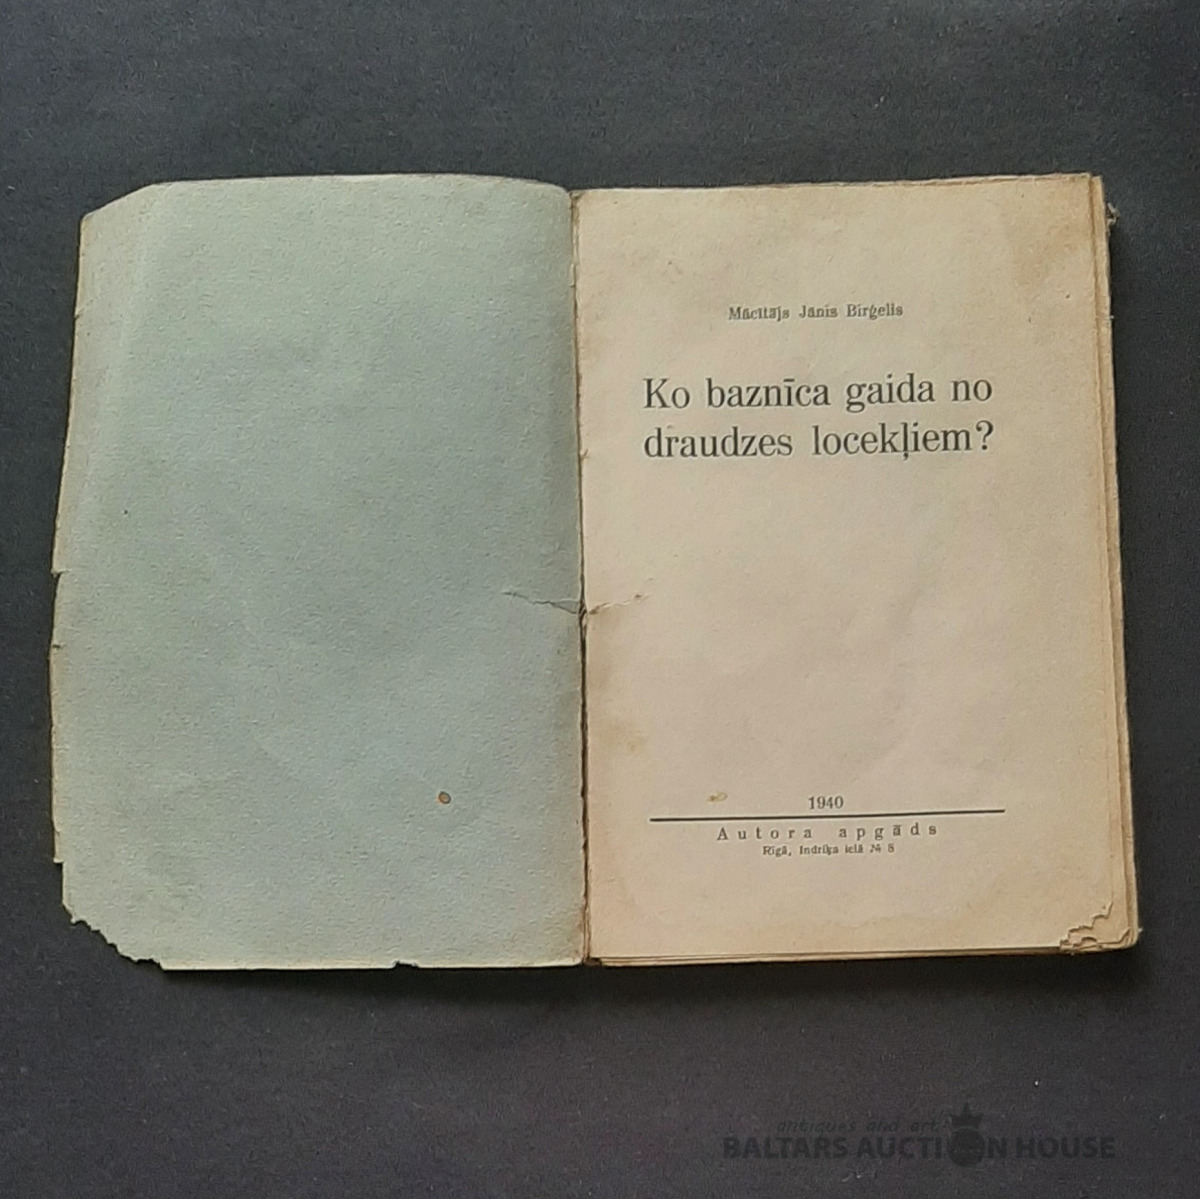 Mācītājs Jānis Birģelis
Ko baznīca gaida no
draudzes locekļiem?
1940
Autora apgāds
Rīgā, Indriķa ielā № 8
antiques and art
BALTARS AUCTION HOUSE